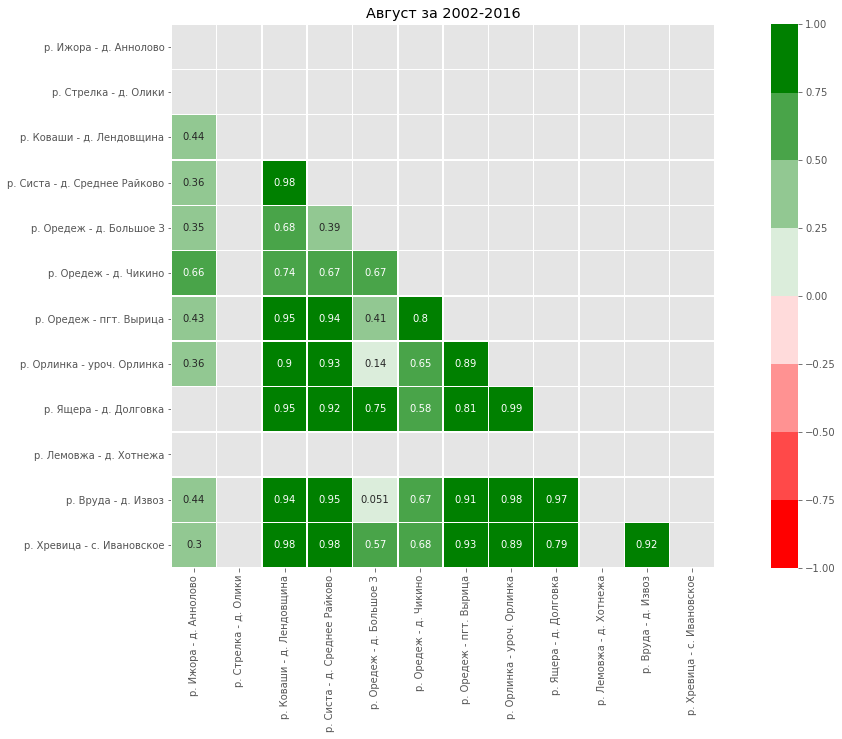 Август за 2002-2016
р. Ижора - д. Аннолово
р. Стрелка - д. Олики
р. Коваши - д. Лендовщина 0.44
р. Систа - д. Среднее Райково 0.36 0.98
р. Оредеж - д. Большое З 0.35 0.68 0.39
р. Оредеж - д. Чикино 0.66 0.74 0.67 0.67
р. Оредеж - пгт. Вырица 0.43 0.95 0.94 0.41 0.8
р. Орлинка - уроч. Орлинка 0.36 0.9 0.93 0.14 0.65 0.89
р. Ящера - д. Долговка 0.95 0.92 0.75 0.58 0.81 0.99
р. Лемовжа - д. Хотнежа
р. Вруда - д. Извоз 0.44 0.94 0.95 0.051 0.67 0.91 0.98 0.97
р. Хревица - с. Ивановское 0.3 0.98 0.98 0.57 0.68 0.93 0.89 0.79 0.92
р. Ижора - д. Аннолово
р. Стрелка - д. Олики
р. Коваши - д. Лендовщина
р. Систа - д. Среднее Райково
р. Оредеж - д. Большое З
р. Оредеж - д. Чикино
р. Оредеж - пгт. Вырица
р. Орлинка - уроч. Орлинка
р. Ящера - д. Долговка
р. Лемовжа - д. Хотнежа
р. Вруда - д. Извоз
р. Хревица - с. Ивановское
1.00
0.75
0.50
0.25
0.00
−0.25
−0.50
−0.75
−1.00